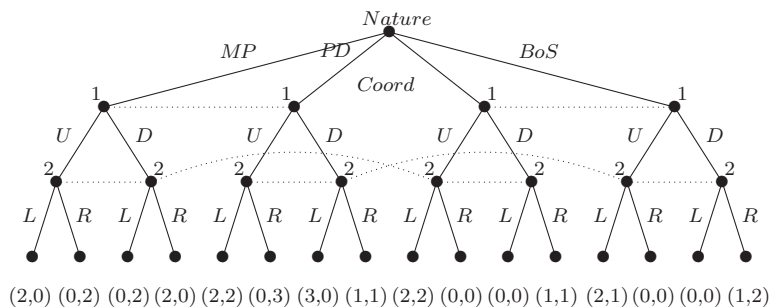 Nature
MP PD BoS
Coord
1 1 1 1
U D U D U D U D
2 2 2 2 2 2 2 2
L R L R L R L R L R L R L R L R
(2,0) (0,2) (0,2) (2,0) (2,2) (0,3) (3,0) (1,1) (2,2) (0,0) (0,0) (1,1) (2,1) (0,0) (0,0) (1,2)